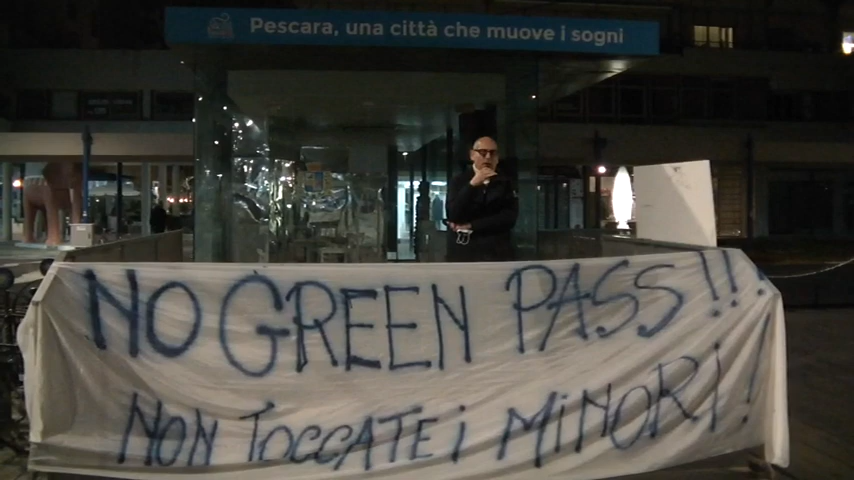 Pescara, una città che muove i sogni
NO GREEN PASS!!!
NON TOCCATE i MiNORi!